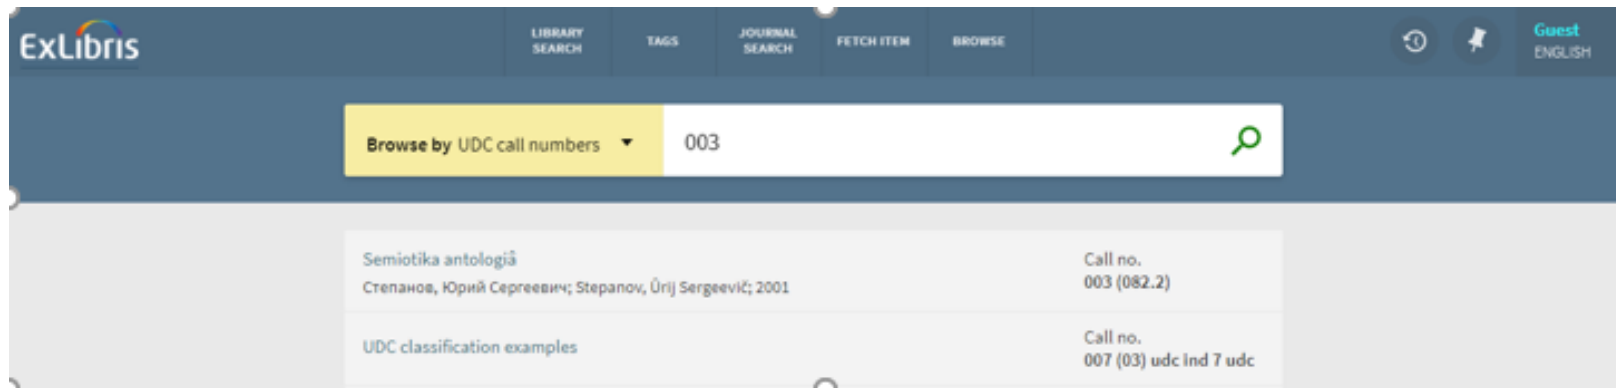 ExLibris
LIBRARY SEARCH
TAGS
JOURNAL SEARCH
FETCH ITEM
BROWSE
Guest
ENGLISH
Browse by UDC call numbers
003
Semiotika antologiâ
Call no.
Степанов, Юрий Сергеевич; Stepanov, Ûrij Sergeevič; 2001
003 (082.2)
UDC classification examples
Call no.
007 (03) udc ind 7 udc